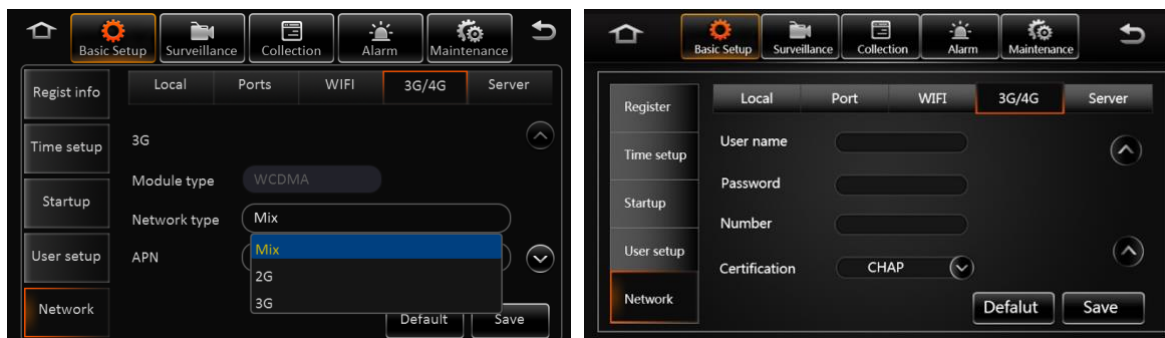 Basic Setup Surveillance Collection Alarm Maintenance
Regist info Local Ports WIFI 3G/4G Server
Time setup 3G
Module type WCDMA
Startup
Network type Mix
User setup APN Mix
2G
Network 3G
Default Save
Basic Setup Surveillance Collection Alarm Maintenance
Register Local Port WIFI 3G/4G Server
User name
Time setup
Password
Startup
Number
User setup
Certification CHAP
Network
Defalut Save